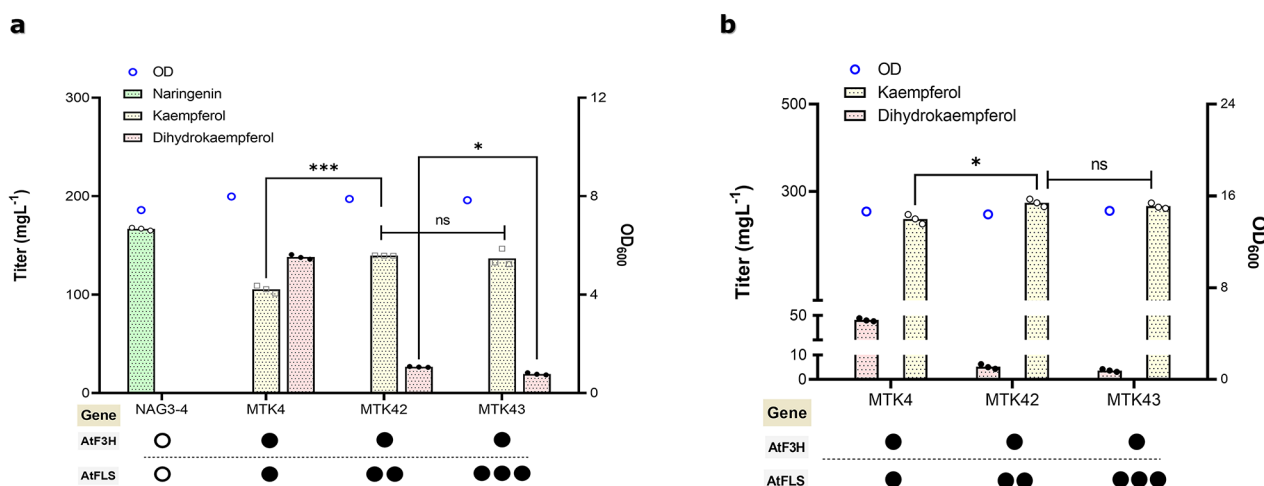 a
OD
Naringenin
Kaempferol
Dihydrokaempferol
300
200
100
0
Titer (mgL⁻¹)
12
8
4
0
OD₆₀₀
***
*
ns
NAG3-4 MTK4 MTK42 MTK43
Gene
AtF3H
AtFLS
b
OD
Kaempferol
Dihydrokaempferol
500
300
50
10
0
Titer (mgL⁻¹)
24
16
8
0
OD₆₀₀
*
ns
MTK4 MTK42 MTK43
Gene
AtF3H
AtFLS